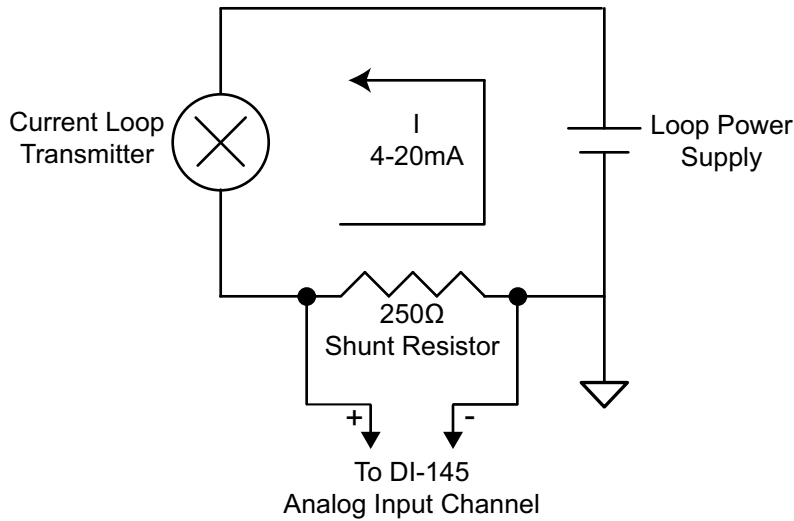 Current Loop
Transmitter
I
4-20mA
Loop Power
Supply
250Ω
Shunt Resistor
+
-
To DI-145
Analog Input Channel